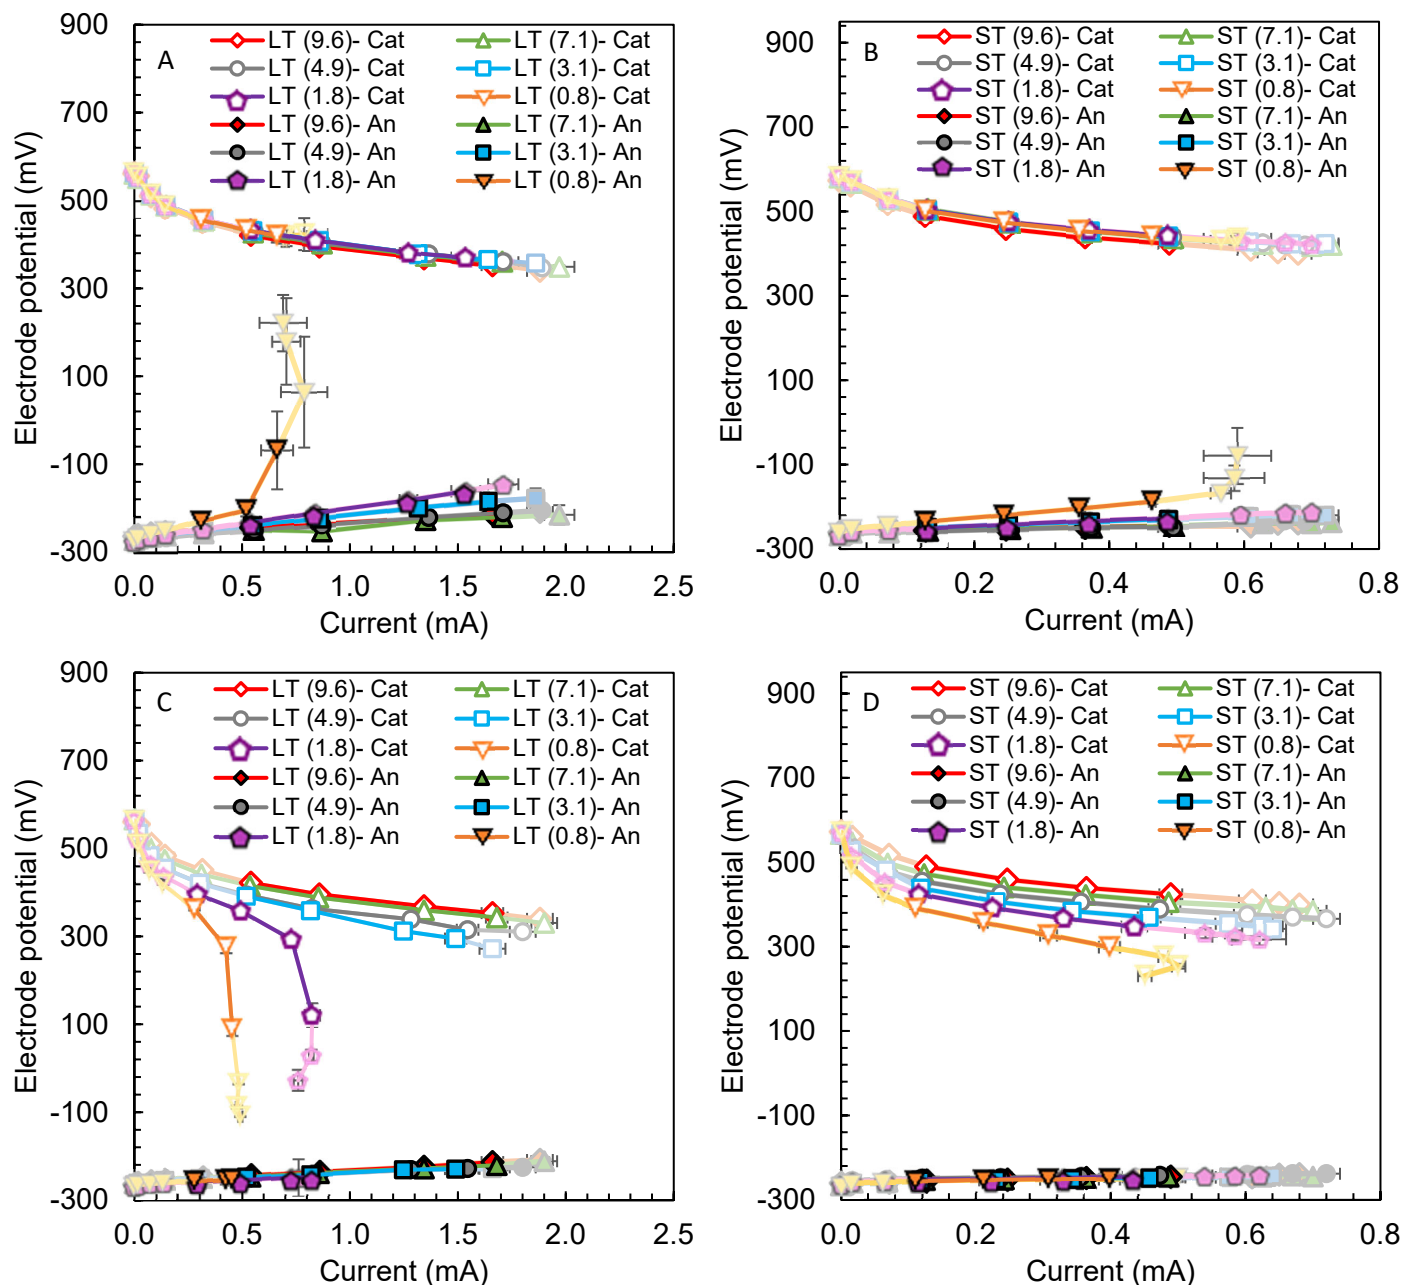 A
LT (9.6)- Cat LT (7.1)- Cat
LT (4.9)- Cat LT (3.1)- Cat
LT (1.8)- Cat LT (0.8)- Cat
LT (9.6)- An LT (7.1)- An
LT (4.9)- An LT (3.1)- An
LT (1.8)- An LT (0.8)- An
Electrode potential (mV)
900
700
500
300
100
-100
-300
0.0 0.5 1.0 1.5 2.0 2.5
Current (mA)
B
ST (9.6)- Cat ST (7.1)- Cat
ST (4.9)- Cat ST (3.1)- Cat
ST (1.8)- Cat ST (0.8)- Cat
ST (9.6)- An ST (7.1)- An
ST (4.9)- An ST (3.1)- An
ST (1.8)- An ST (0.8)- An
Electrode potential (mV)
900
700
500
300
100
-100
-300
0.0 0.2 0.4 0.6 0.8
Current (mA)
C
LT (9.6)- Cat LT (7.1)- Cat
LT (4.9)- Cat LT (3.1)- Cat
LT (1.8)- Cat LT (0.8)- Cat
LT (9.6)- An LT (7.1)- An
LT (4.9)- An LT (3.1)- An
LT (1.8)- An LT (0.8)- An
Electrode potential (mV)
900
700
500
300
100
-100
-300
0.0 0.5 1.0 1.5 2.0 2.5
Current (mA)
D
ST (9.6)- Cat ST (7.1)- Cat
ST (4.9)- Cat ST (3.1)- Cat
ST (1.8)- Cat ST (0.8)- Cat
ST (9.6)- An ST (7.1)- An
ST (4.9)- An ST (3.1)- An
ST (1.8)- An ST (0.8)- An
Electrode potential (mV)
900
700
500
300
100
-100
-300
0.0 0.2 0.4 0.6 0.8
Current (mA)